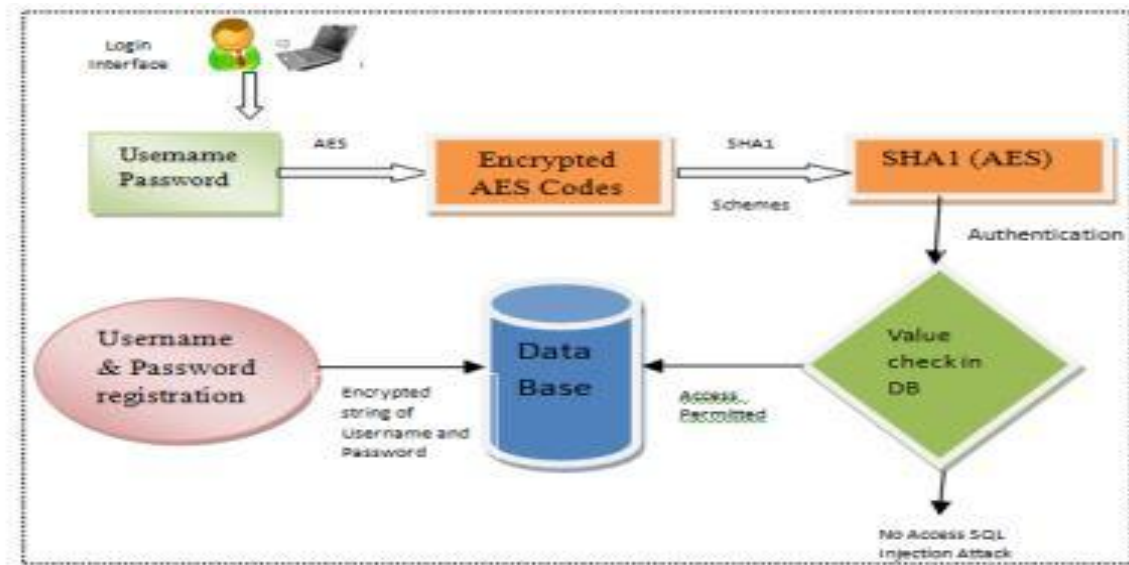 Login
Interface
Username
Password
AES
Encrypted
AES Codes
SHA1
Schemes
SHA1 (AES)
Authentication
Username
& Password
registration
Encrypted
string of
Username and
Password
Data
Base
Access
Permitted
Value
check in
DB
No Access SQL
Injection Attack